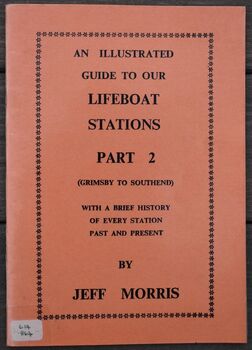 AN ILLUSTRATED
GUIDE TO OUR
LIFEBOAT
STATIONS
PART 2
(GRIMSBY TO SOUTHEND)
WITH A BRIEF HISTORY
OF EVERY STATION
PAST AND PRESENT
BY
JEFF MORRIS